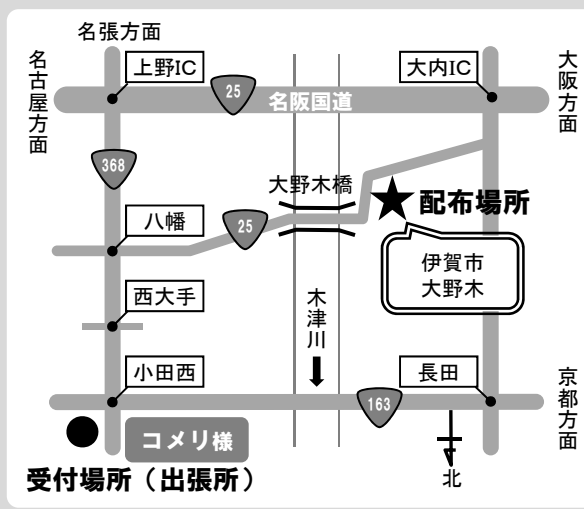 名張方面
名古屋方面
上野IC
25
名阪国道
大内IC
大阪方面
368
大野木橋
配布場所
八幡
25
伊賀市
大野木
西大手
木津川
小田西
163
長田
京都方面
コメリ様
受付場所（出張所）
北